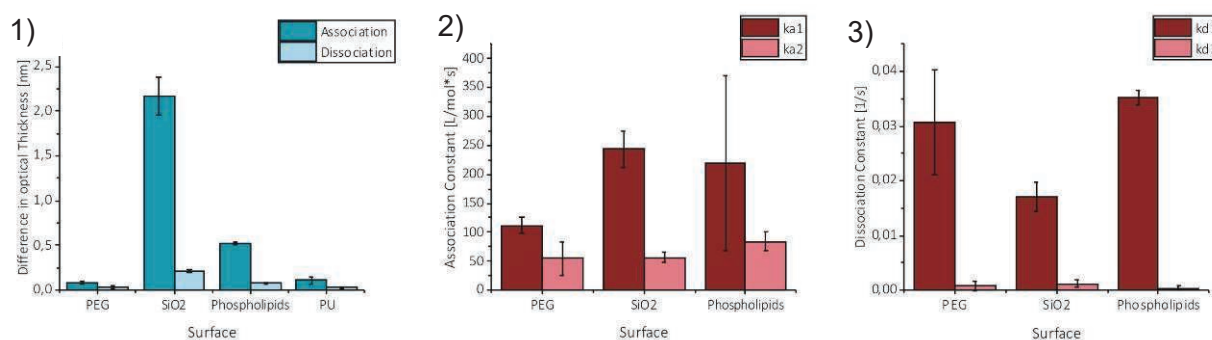 1)
Association
Dissociation
Difference in optical Thickness [nm]
2,5
2,0
1,5
1,0
0,5
0,0
PEG SiO2 Phospholipids PU
Surface
2)
ka1
ka2
Association Constant [L/mol*s]
400
350
300
250
200
150
100
50
0
PEG SiO2 Phospholipids
Surface
3)
kd
kd
Dissociation Constant [1/s]
0,04
0,03
0,02
0,01
0,00
PEG SiO2 Phospholipids
Surface